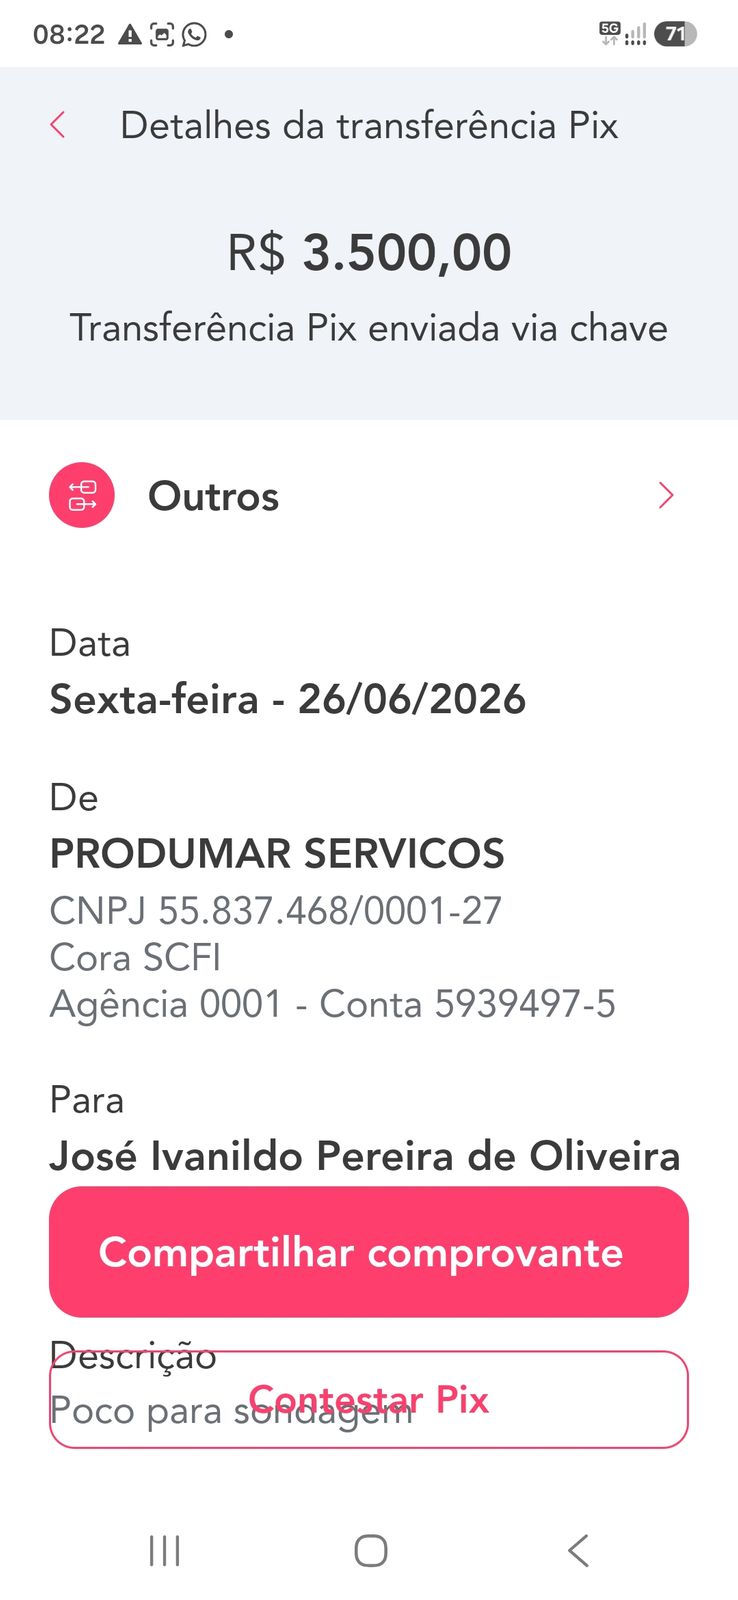 08:22
5G
71
Detalhes da transferência Pix
R$ 3.500,00
Transferência Pix enviada via chave
Outros
Data
Sexta-feira - 26/06/2026
De
PRODUMAR SERVICOS
CNPJ 55.837.468/0001-27
Cora SCFI
Agência 0001 - Conta 5939497-5
Para
José Ivanildo Pereira de Oliveira
Compartilhar comprovante
Descrição
Contestar Pix
Poco para sondagem